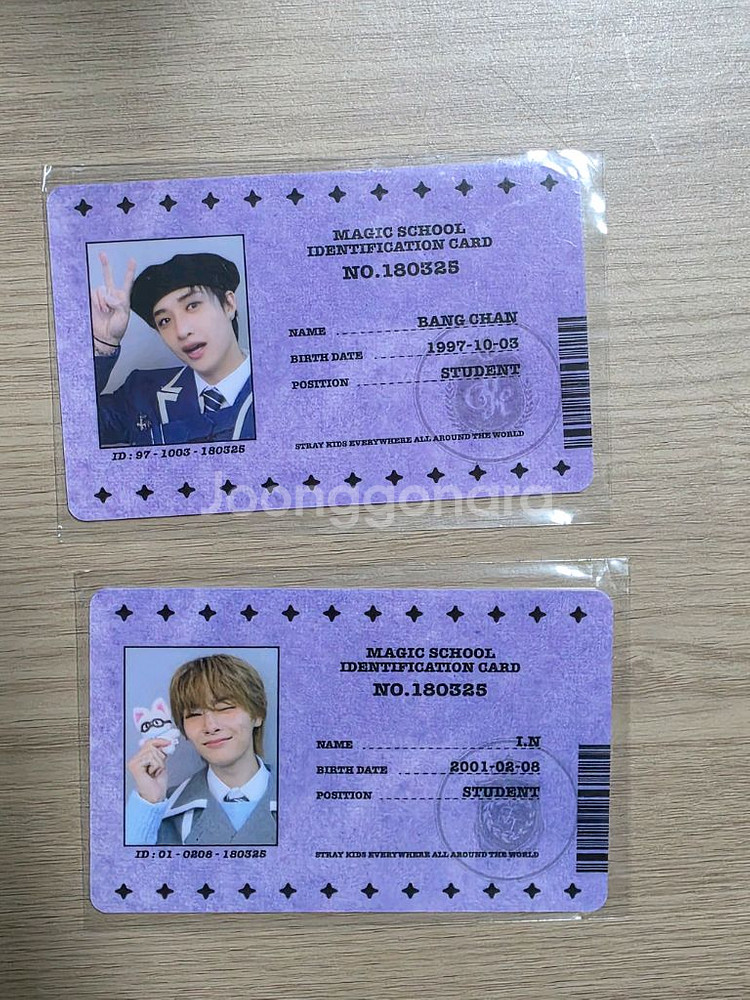 MAGIC SCHOOL
IDENTIFICATION CARD
NO.180325
NAME BANG CHAN
BIRTH DATE 1997-10-03
POSITION STUDENT
STRAY KIDS EVERYWHERE ALL AROUND THE WORLD
ID : 97 - 1003 - 180325
Joonggonara
MAGIC SCHOOL
IDENTIFICATION CARD
NO.180325
NAME I.N
BIRTH DATE 2001-02-08
POSITION STUDENT
STRAY KIDS EVERYWHERE ALL AROUND THE WORLD
ID : 01 - 0208 - 180325